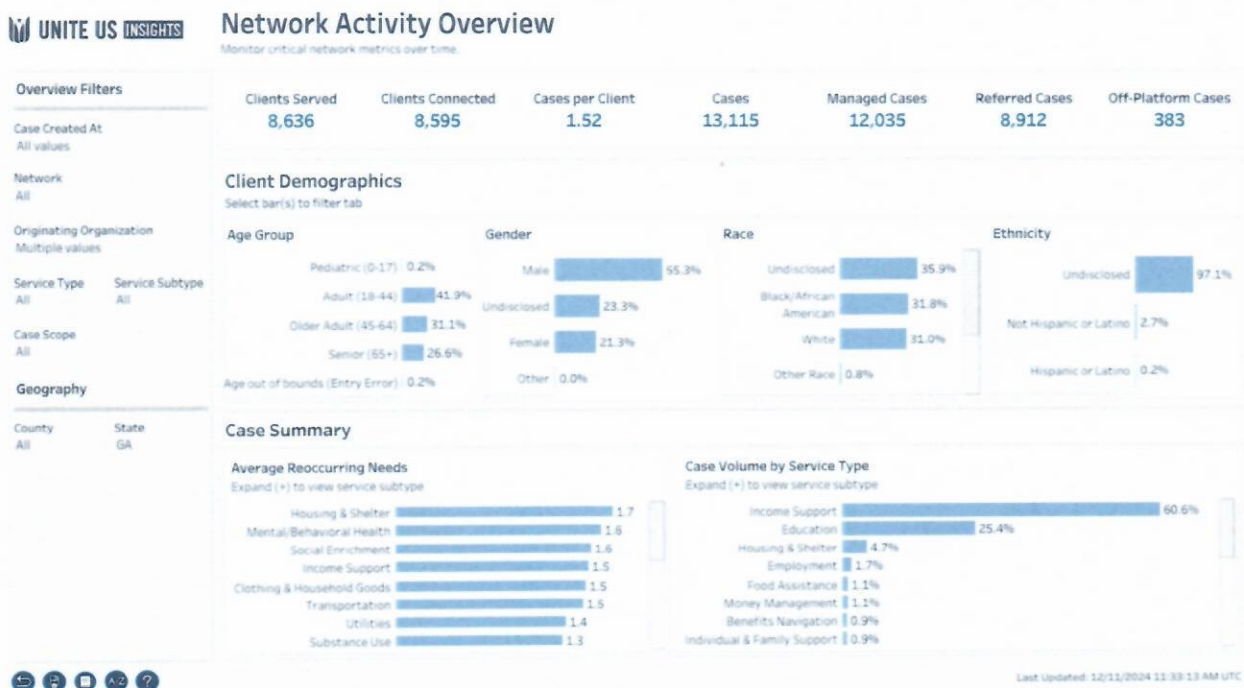 UNITE US INSIGHTS
Network Activity Overview
Monitor critical network metrics over time.
Overview Filters
Case Created At
All values
Network
All
Originating Organization
Multiple values
Service Type Service Subtype
All All
Case Scope
All
Geography
County State
All GA
Clients Served Clients Connected Cases per Client Cases Managed Cases Referred Cases Off-Platform Cases
8,636 8,595 1.52 13,115 12,035 8,912 383
Client Demographics
Select bar(s) to filter tab
Age Group
Pediatric (0-17) 0.2%
Adult (18-44) 41.9%
Older Adult (45-64) 31.1%
Senior (65+) 26.6%
Age out of bounds (Entry Error) 0.2%
Gender
Male 55.3%
Undisclosed 23.3%
Female 21.3%
Other 0.0%
Race
Undisclosed 35.9%
Black/African
American 31.8%
White 31.0%
Other Race 0.8%
Ethnicity
Undisclosed 97.1%
Not Hispanic or Latino 2.7%
Hispanic or Latino 0.2%
Case Summary
Average Reoccurring Needs
Expand (+) to view service subtype
Housing & Shelter 1.7
Mental/Behavioral Health 1.6
Social Enrichment 1.6
Income Support 1.5
Clothing & Household Goods 1.5
Transportation 1.5
Utilities 1.4
Substance Use 1.3
Case Volume by Service Type
Expand (+) to view service subtype
Income Support 60.6%
Education 25.4%
Housing & Shelter 4.7%
Employment 1.7%
Food Assistance 1.1%
Money Management 1.1%
Benefits Navigation 0.9%
Individual & Family Support 0.9%
A-Z ?
Last Updated: 12/11/2024 11:33:13 AM UTC